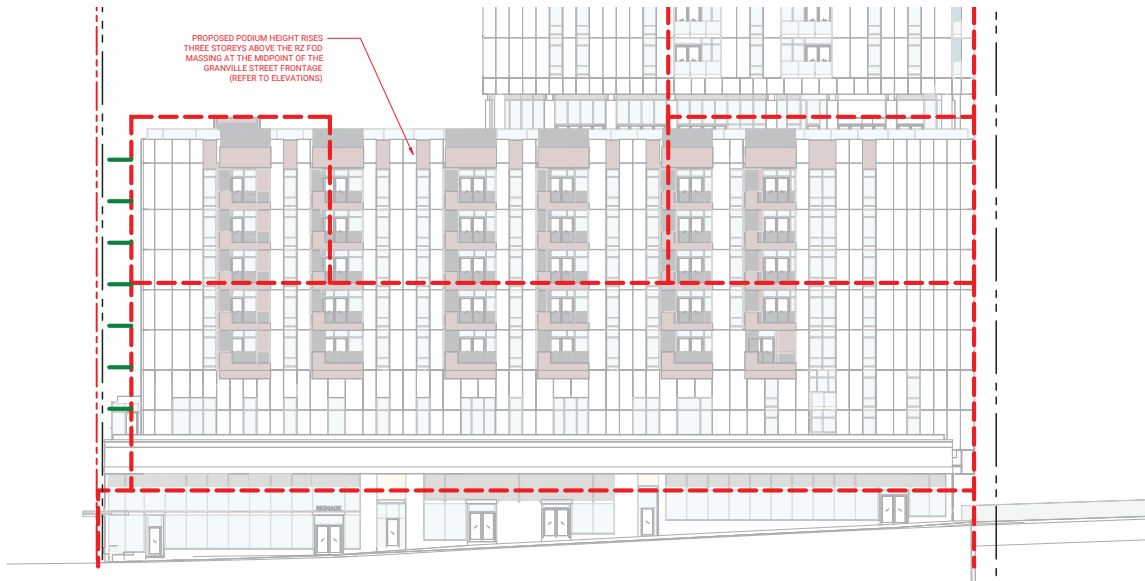 PROPOSED PODIUM HEIGHT RISES
THREE STOREYS ABOVE THE RZ FOD
MASSING AT THE MIDPOINT OF THE
GRANVILLE STREET FRONTAGE
(REFER TO ELEVATIONS)
SIGNAGE